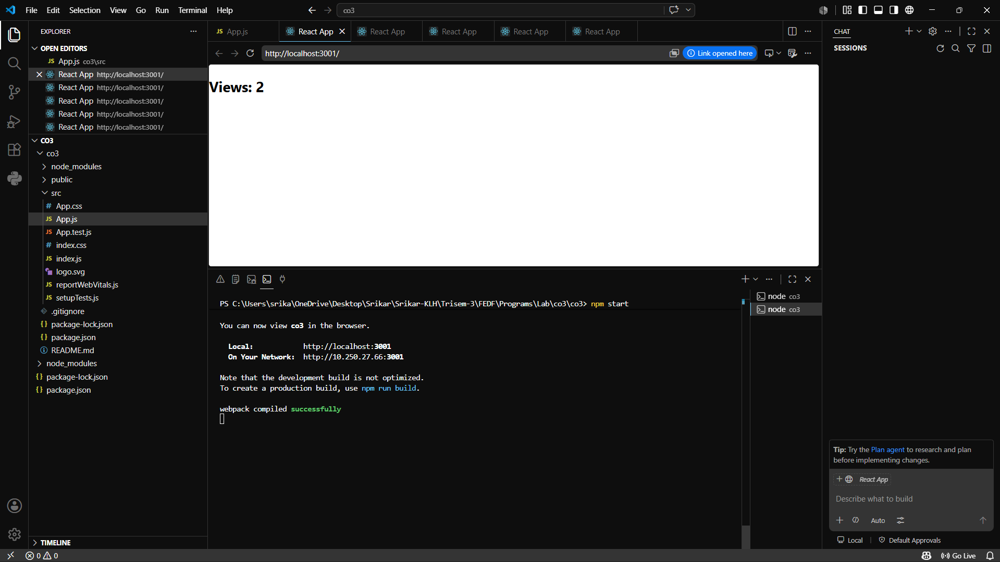 File Edit Selection View Go Run Terminal Help
co3
EXPLORER
OPEN EDITORS
JS App.js co3\src
React App http://localhost:3001/
React App http://localhost:3001/
React App http://localhost:3001/
React App http://localhost:3001/
React App http://localhost:3001/
CO3
co3
node_modules
public
src
# App.css
JS App.js
JS App.test.js
# index.css
JS index.js
logo.svg
JS reportWebVitals.js
JS setupTests.js
.gitignore
{} package-lock.json
{} package.json
README.md
node_modules
{} package-lock.json
{} package.json
TIMELINE
JS App.js
React App
React App
React App
React App
React App
http://localhost:3001/
Link opened here
Views: 2
PS C:\Users\srika\OneDrive\Desktop\Srikar\Srikar-KLH\Trisem-3\FEDF\Programs\Lab\co3\co3> npm start
You can now view co3 in the browser.
Local: http://localhost:3001
On Your Network: http://10.250.27.66:3001
Note that the development build is not optimized.
To create a production build, use npm run build.
webpack compiled successfully
node co3
node co3
CHAT
SESSIONS
Tip: Try the Plan agent to research and plan
before implementing changes.
React App
Describe what to build
Auto
Local
Default Approvals
0 0
Go Live